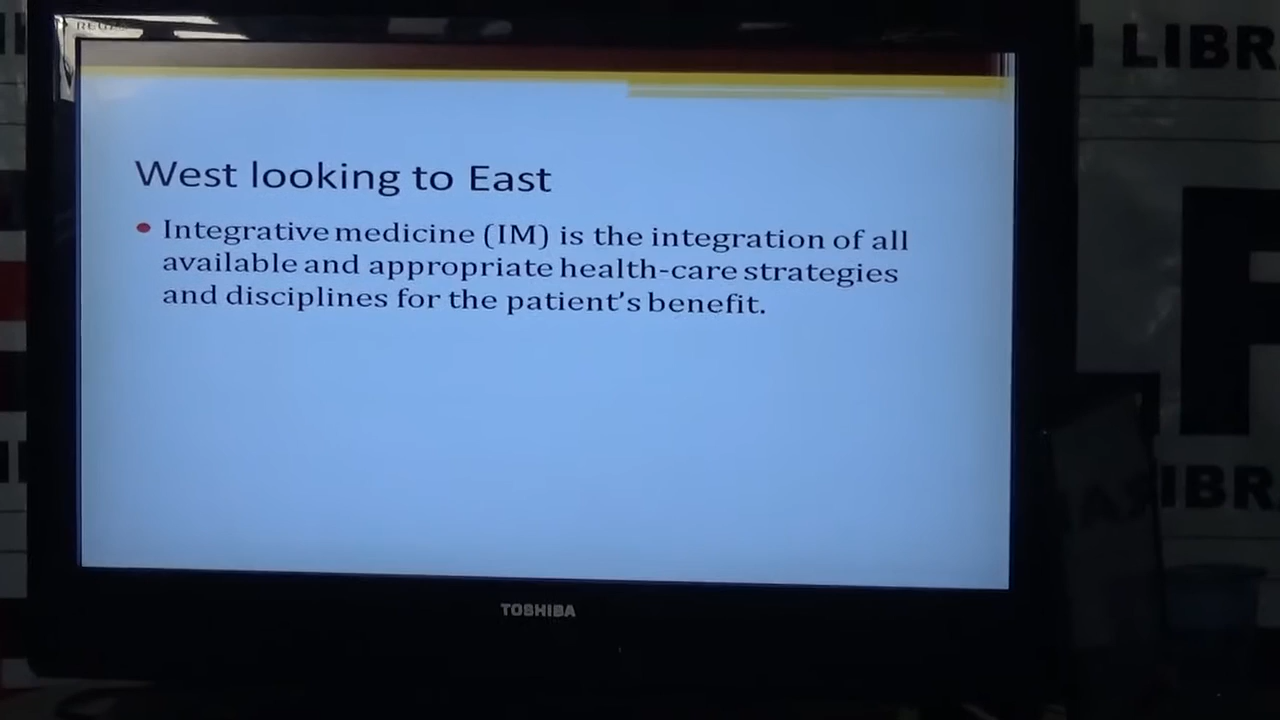 LIBR
West looking to East
• Integrative medicine (IM) is the integration of all
available and appropriate health-care strategies
and disciplines for the patient's benefit.
IBR
TOSHIBA